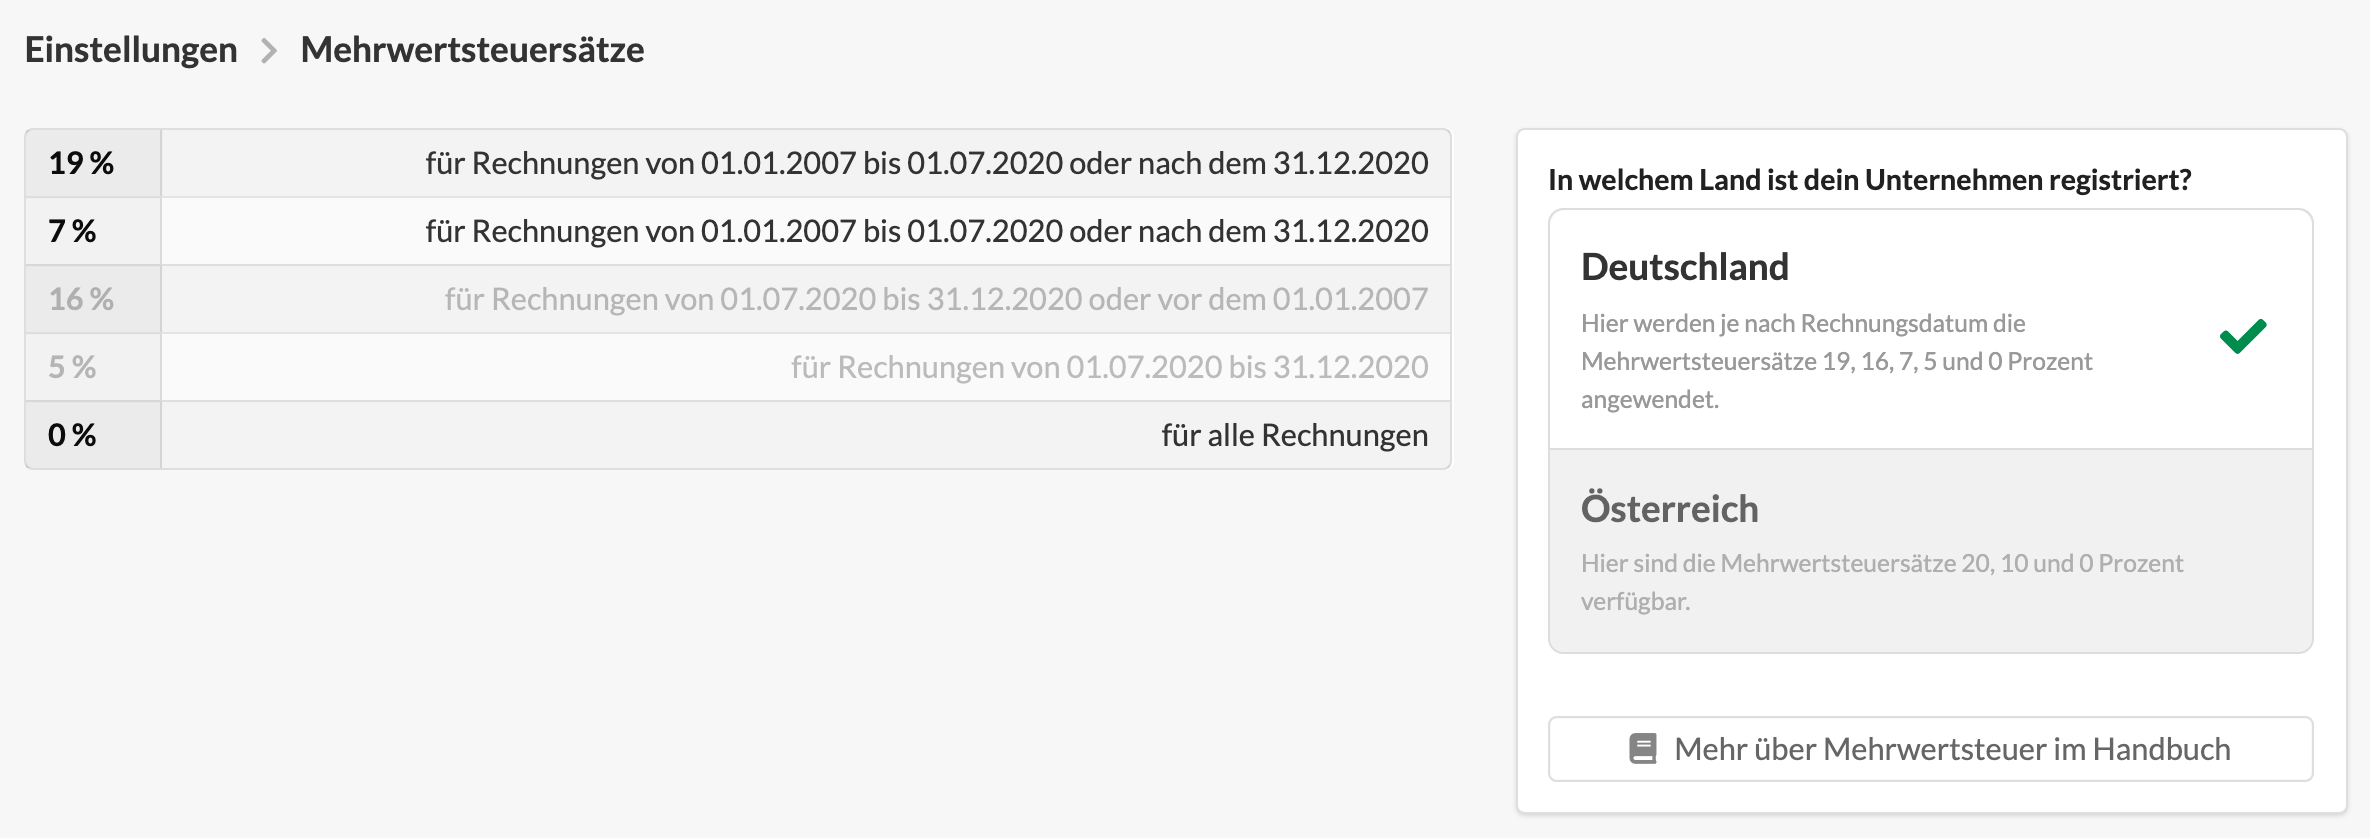 Einstellungen > Mehrwertsteuersätze
19 % für Rechnungen von 01.01.2007 bis 01.07.2020 oder nach dem 31.12.2020
7 % für Rechnungen von 01.01.2007 bis 01.07.2020 oder nach dem 31.12.2020
16 % für Rechnungen von 01.07.2020 bis 31.12.2020 oder vor dem 01.01.2007
5 % für Rechnungen von 01.07.2020 bis 31.12.2020
0 % für alle Rechnungen
In welchem Land ist dein Unternehmen registriert?
Deutschland
Hier werden je nach Rechnungsdatum die
Mehrwertsteuersätze 19, 16, 7, 5 und 0 Prozent
angewendet.
Österreich
Hier sind die Mehrwertsteuersätze 20, 10 und 0 Prozent
verfügbar.
Mehr über Mehrwertsteuer im Handbuch